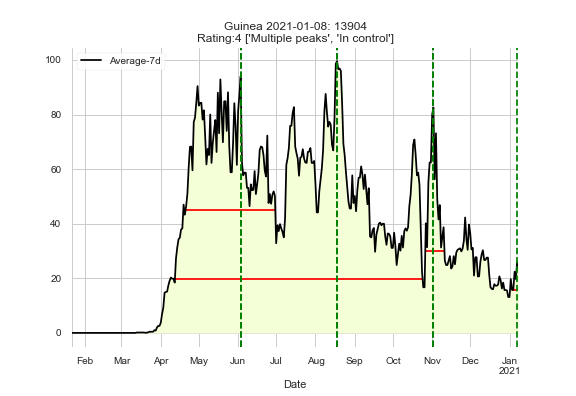 Guinea 2021-01-08: 13904
Rating:4 ['Multiple peaks', 'In control']
Average-7d
100
80
60
40
20
0
Feb Mar Apr May Jun Jul Aug Sep Oct Nov Dec Jan
2021
Date